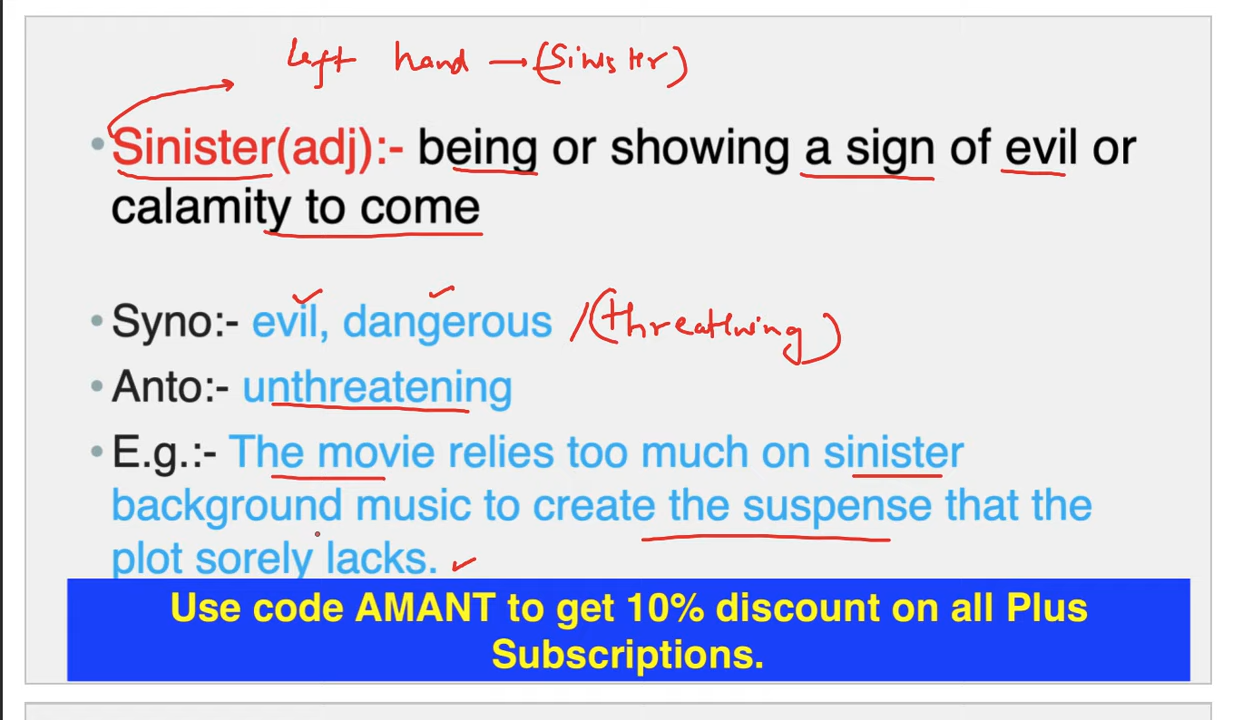 left hand → (Sinister)
• Sinister(adj):- being or showing a sign of evil or
calamity to come
• Syno:- evil, dangerous /(threatening)
• Anto:- unthreatening
• E.g.:- The movie relies too much on sinister
background music to create the suspense that the
plot sorely lacks.
Use code AMANT to get 10% discount on all Plus
Subscriptions.